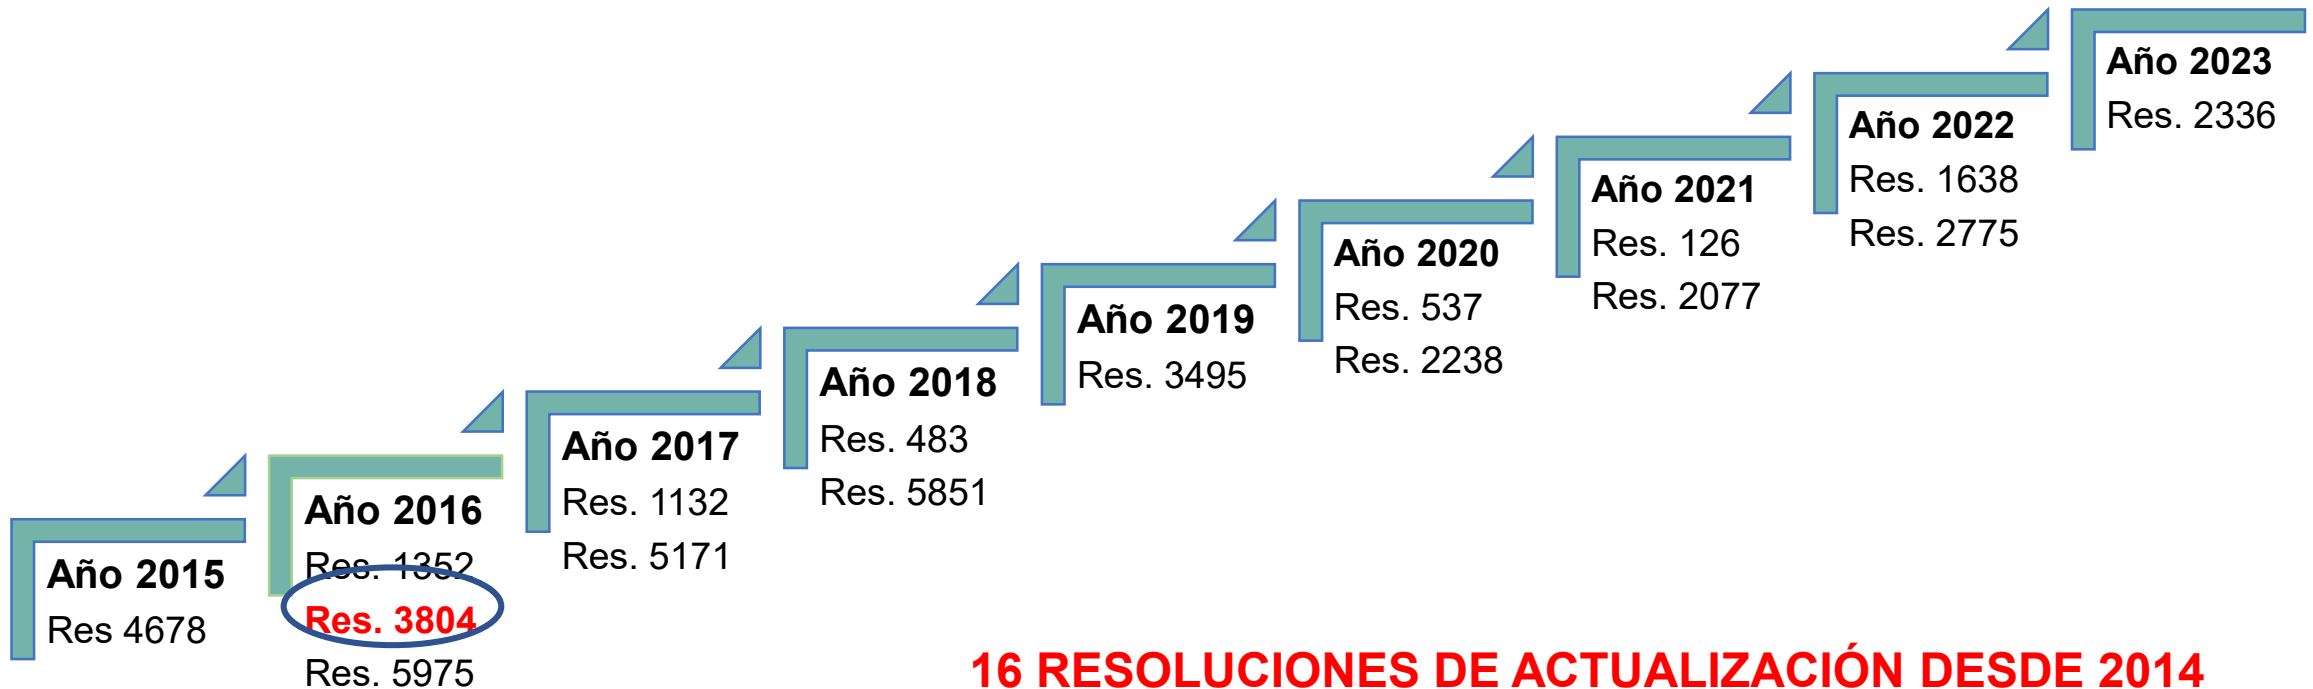 Año 2015
Res 4678
Año 2016
Res. 1352
Res. 3804
Res. 5975
Año 2017
Res. 1132
Res. 5171
Año 2018
Res. 483
Res. 5851
Año 2019
Res. 3495
Año 2020
Res. 537
Res. 2238
Año 2021
Res. 126
Res. 2077
Año 2022
Res. 1638
Res. 2775
Año 2023
Res. 2336
16 RESOLUCIONES DE ACTUALIZACIÓN DESDE 2014